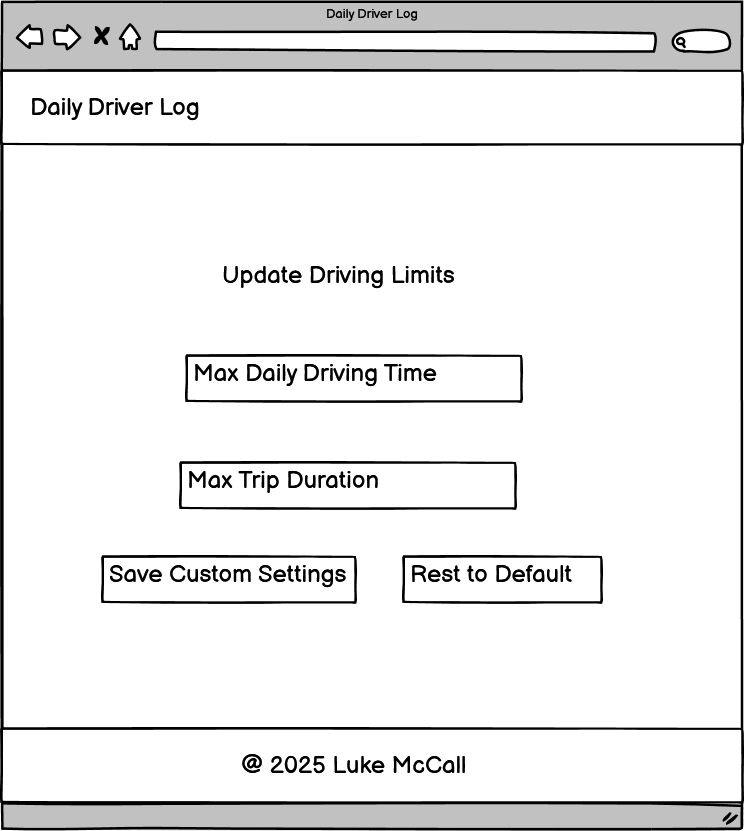 Daily Driver Log
Daily Driver Log
Update Driving Limits
Max Daily Driving Time
Max Trip Duration
Save Custom Settings
Rest to Default
@ 2025 Luke McCall